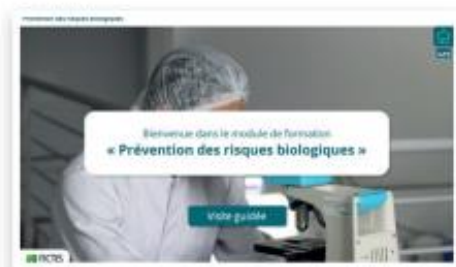 Prévention des risques biologiques
Bienvenue dans le module de formation
« Prévention des risques biologiques »
Visite guidée